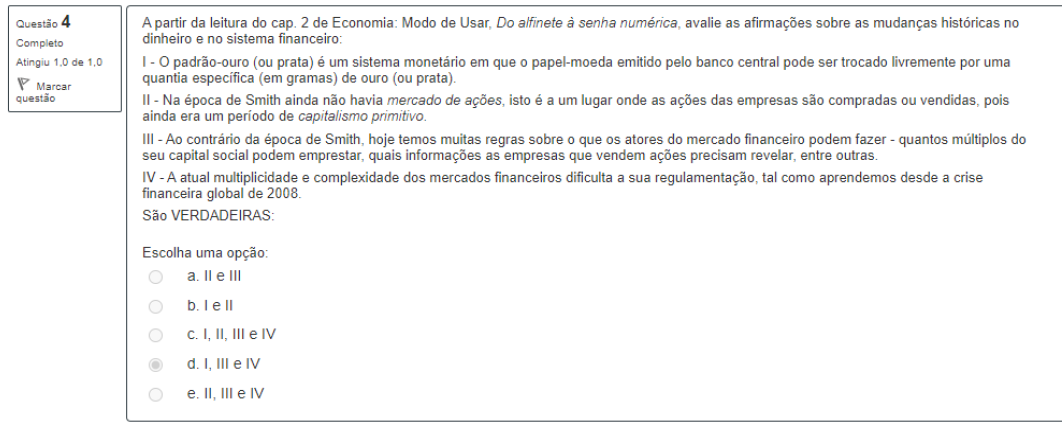 Questão 4
Completo
Atingiu 1,0 de 1,0
Marcar
questão
A partir da leitura do cap. 2 de Economia: Modo de Usar, Do alfinete à senha numérica, avalie as afirmações sobre as mudanças históricas no
dinheiro e no sistema financeiro:
I - O padrão-ouro (ou prata) é um sistema monetário em que o papel-moeda emitido pelo banco central pode ser trocado livremente por uma
quantia específica (em gramas) de ouro (ou prata).
II - Na época de Smith ainda não havia mercado de ações, isto é a um lugar onde as ações das empresas são compradas ou vendidas, pois
ainda era um período de capitalismo primitivo.
III - Ao contrário da época de Smith, hoje temos muitas regras sobre o que os atores do mercado financeiro podem fazer - quantos múltiplos do
seu capital social podem emprestar, quais informações as empresas que vendem ações precisam revelar, entre outras.
IV - A atual multiplicidade e complexidade dos mercados financeiros dificulta a sua regulamentação, tal como aprendemos desde a crise
financeira global de 2008.
São VERDADEIRAS:
Escolha uma opção:
a. II e III
b. I e II
c. I, II, III e IV
d. I, III e IV
e. II, III e IV